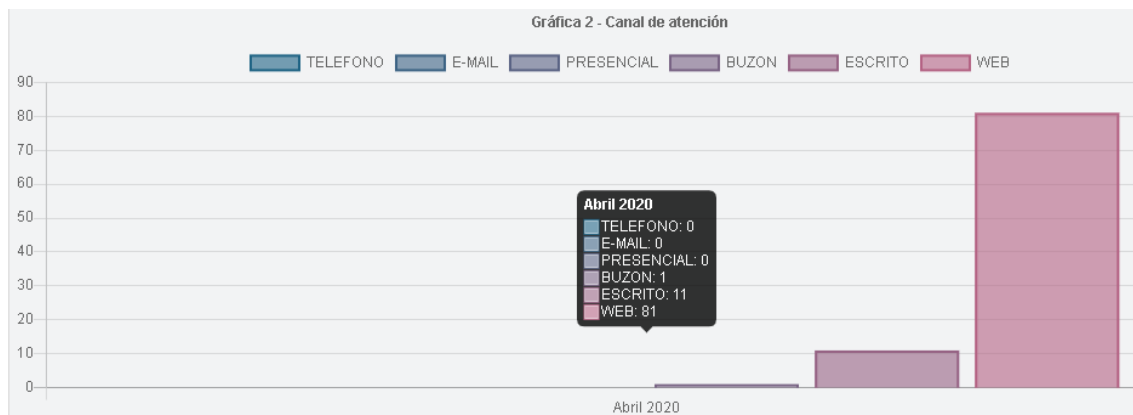 Gráfica 2 - Canal de atención
TELEFONO E-MAIL PRESENCIAL BUZON ESCRITO WEB
90
80
70
60
50
40
30
20
10
0
Abril 2020
TELEFONO: 0
E-MAIL: 0
PRESENCIAL: 0
BUZON: 1
ESCRITO: 11
WEB: 81
Abril 2020